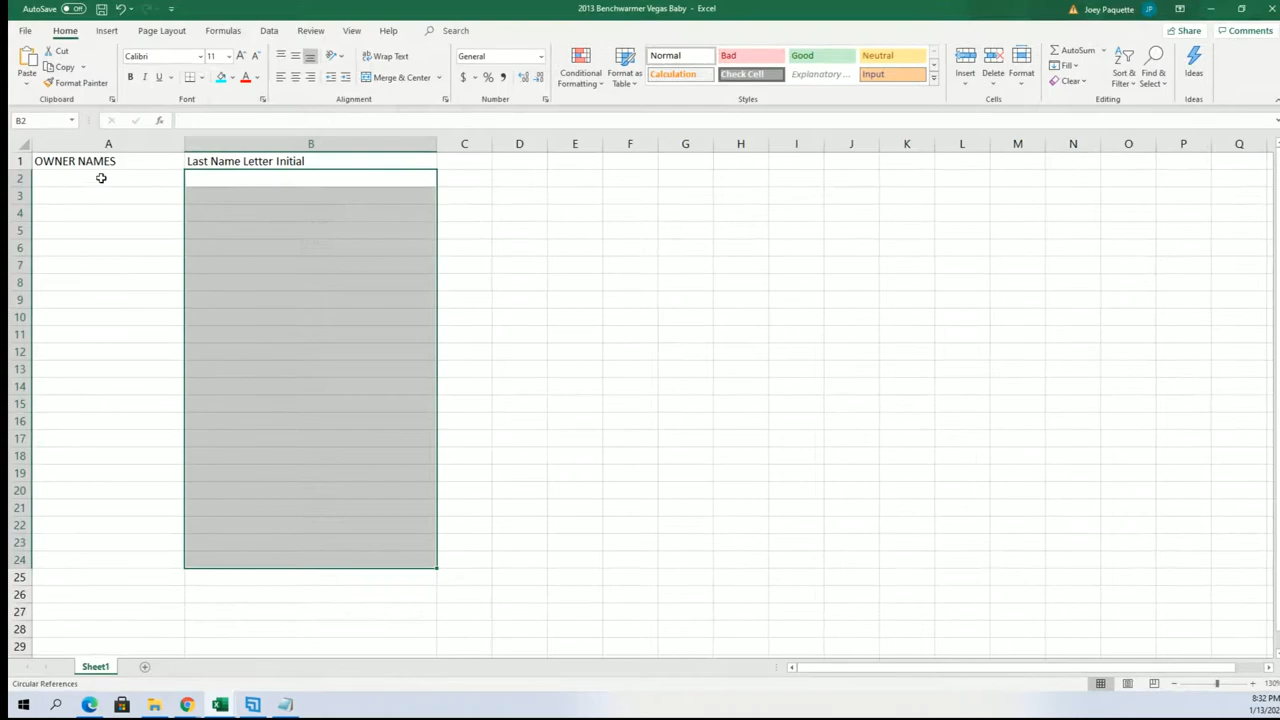 AutoSave Off 2013 Benchwarmer Vegas Baby - Excel Joey Paquette JP
File Home Insert Page Layout Formulas Data Review View Help Search Share Comments
Paste Cut Copy Format Painter
Calibri 11 A A Wrap Text General
B I U Merge & Center $ % ,
Conditional Formatting Format as Table
Normal Bad Good Neutral
Calculation Check Cell Explanatory ... Input
Insert Delete Format
AutoSum Fill Clear
Sort & Filter Find & Select Ideas
Clipboard Font Alignment Number Styles Cells Editing Ideas
B2 fx
A B C D E F G H I J K L M N O P Q
1 OWNER NAMES Last Name Letter Initial
2
3
4
5
6
7
8
9
10
11
12
13
14
15
16
17
18
19
20
21
22
23
24
25
26
27
28
29
Sheet1
Circular References 130%
8:32 PM